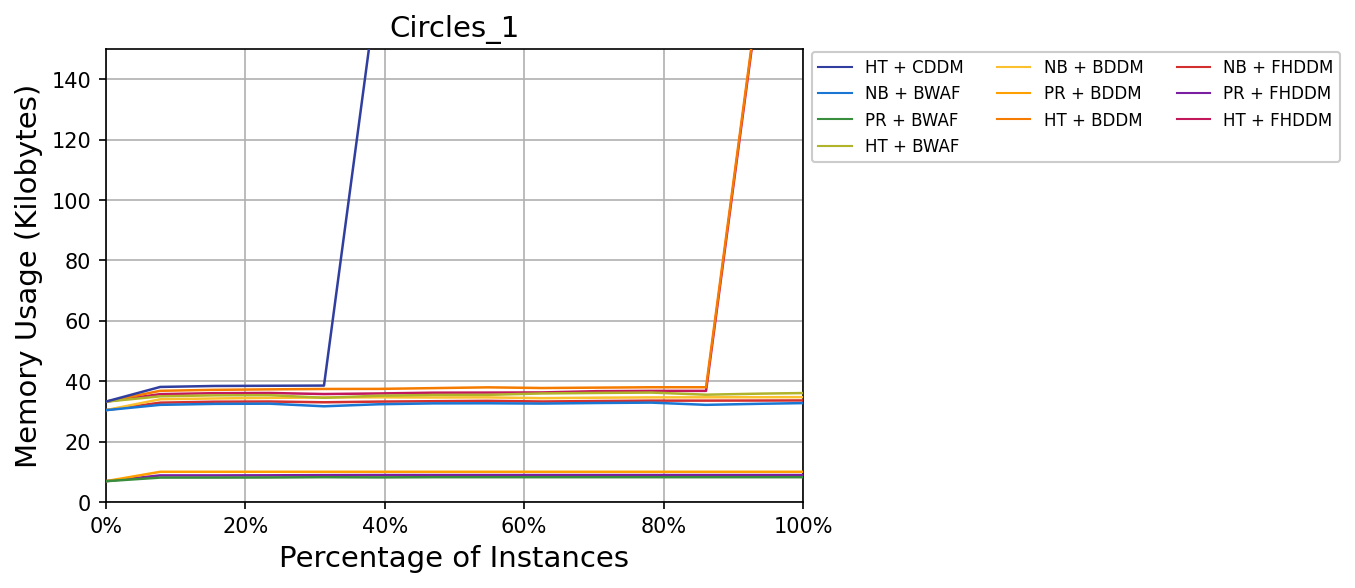 Circles_1
Memory Usage (Kilobytes)
140
120
100
80
60
40
20
0
0% 20% 40% 60% 80% 100%
Percentage of Instances
HT + CDDM NB + BDDM NB + FHDDM
NB + BWAF PR + BDDM PR + FHDDM
PR + BWAF HT + BDDM HT + FHDDM
HT + BWAF